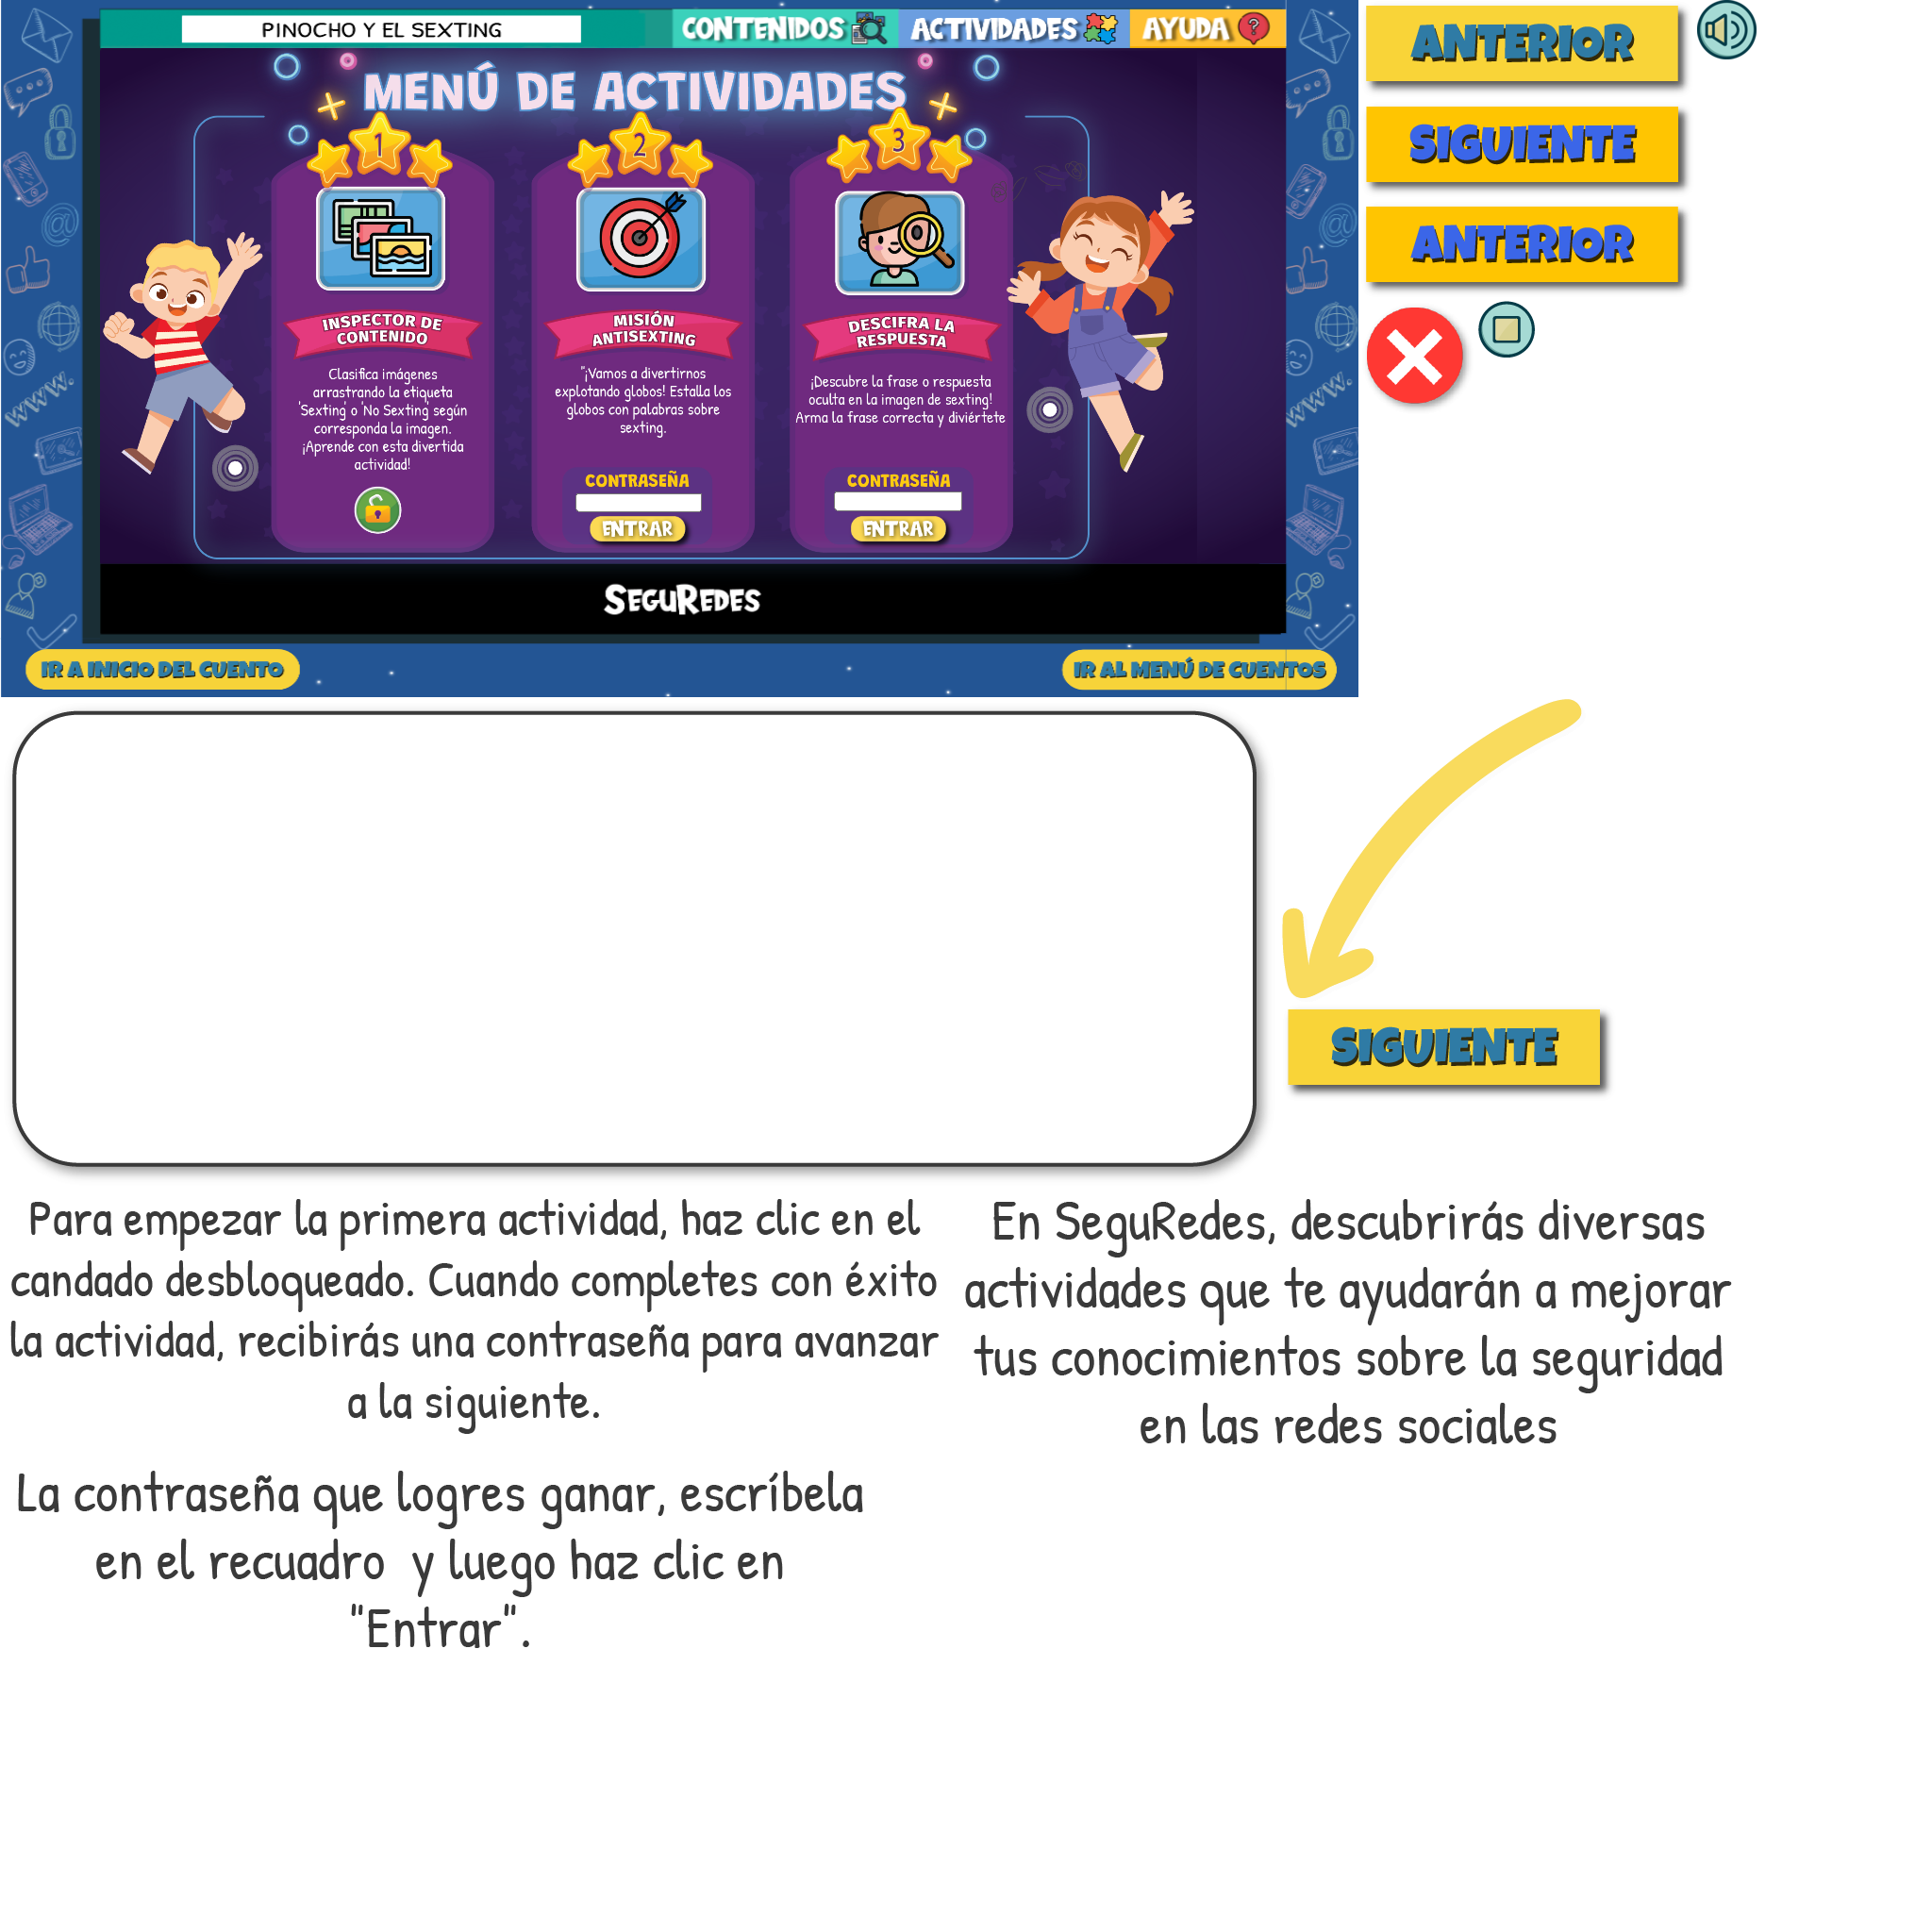 PINOCHO Y EL SEXTING
CONTENIDOS
ACTIVIDADES
AYUDA
MENÚ DE ACTIVIDADES
1
INSPECTOR DE
CONTENIDO
Clasifica imágenes
arrastrando la etiqueta
'Sexting' o 'No Sexting' según
corresponda la imagen.
¡Aprende con esta divertida
actividad!
2
MISIÓN
ANTISEXTING
"¡Vamos a divertirnos
explotando globos! Estalla los
globos con palabras sobre
sexting.
CONTRASEÑA
ENTRAR
3
DESCIFRA LA
RESPUESTA
¡Descubre la frase o respuesta
oculta en la imagen de sexting!
Arma la frase correcta y diviértete
CONTRASEÑA
ENTRAR
SEGUREDES
IR A INICIO DEL CUENTO
IR AL MENÚ DE CUENTOS
www.
www.
ANTERIOR
SIGUIENTE
ANTERIOR
SIGUIENTE
Para empezar la primera actividad, haz clic en el
candado desbloqueado. Cuando completes con éxito
la actividad, recibirás una contraseña para avanzar
a la siguiente.
En SeguRedes, descubrirás diversas
actividades que te ayudarán a mejorar
tus conocimientos sobre la seguridad
en las redes sociales
La contraseña que logres ganar, escríbela
en el recuadro y luego haz clic en
"Entrar".